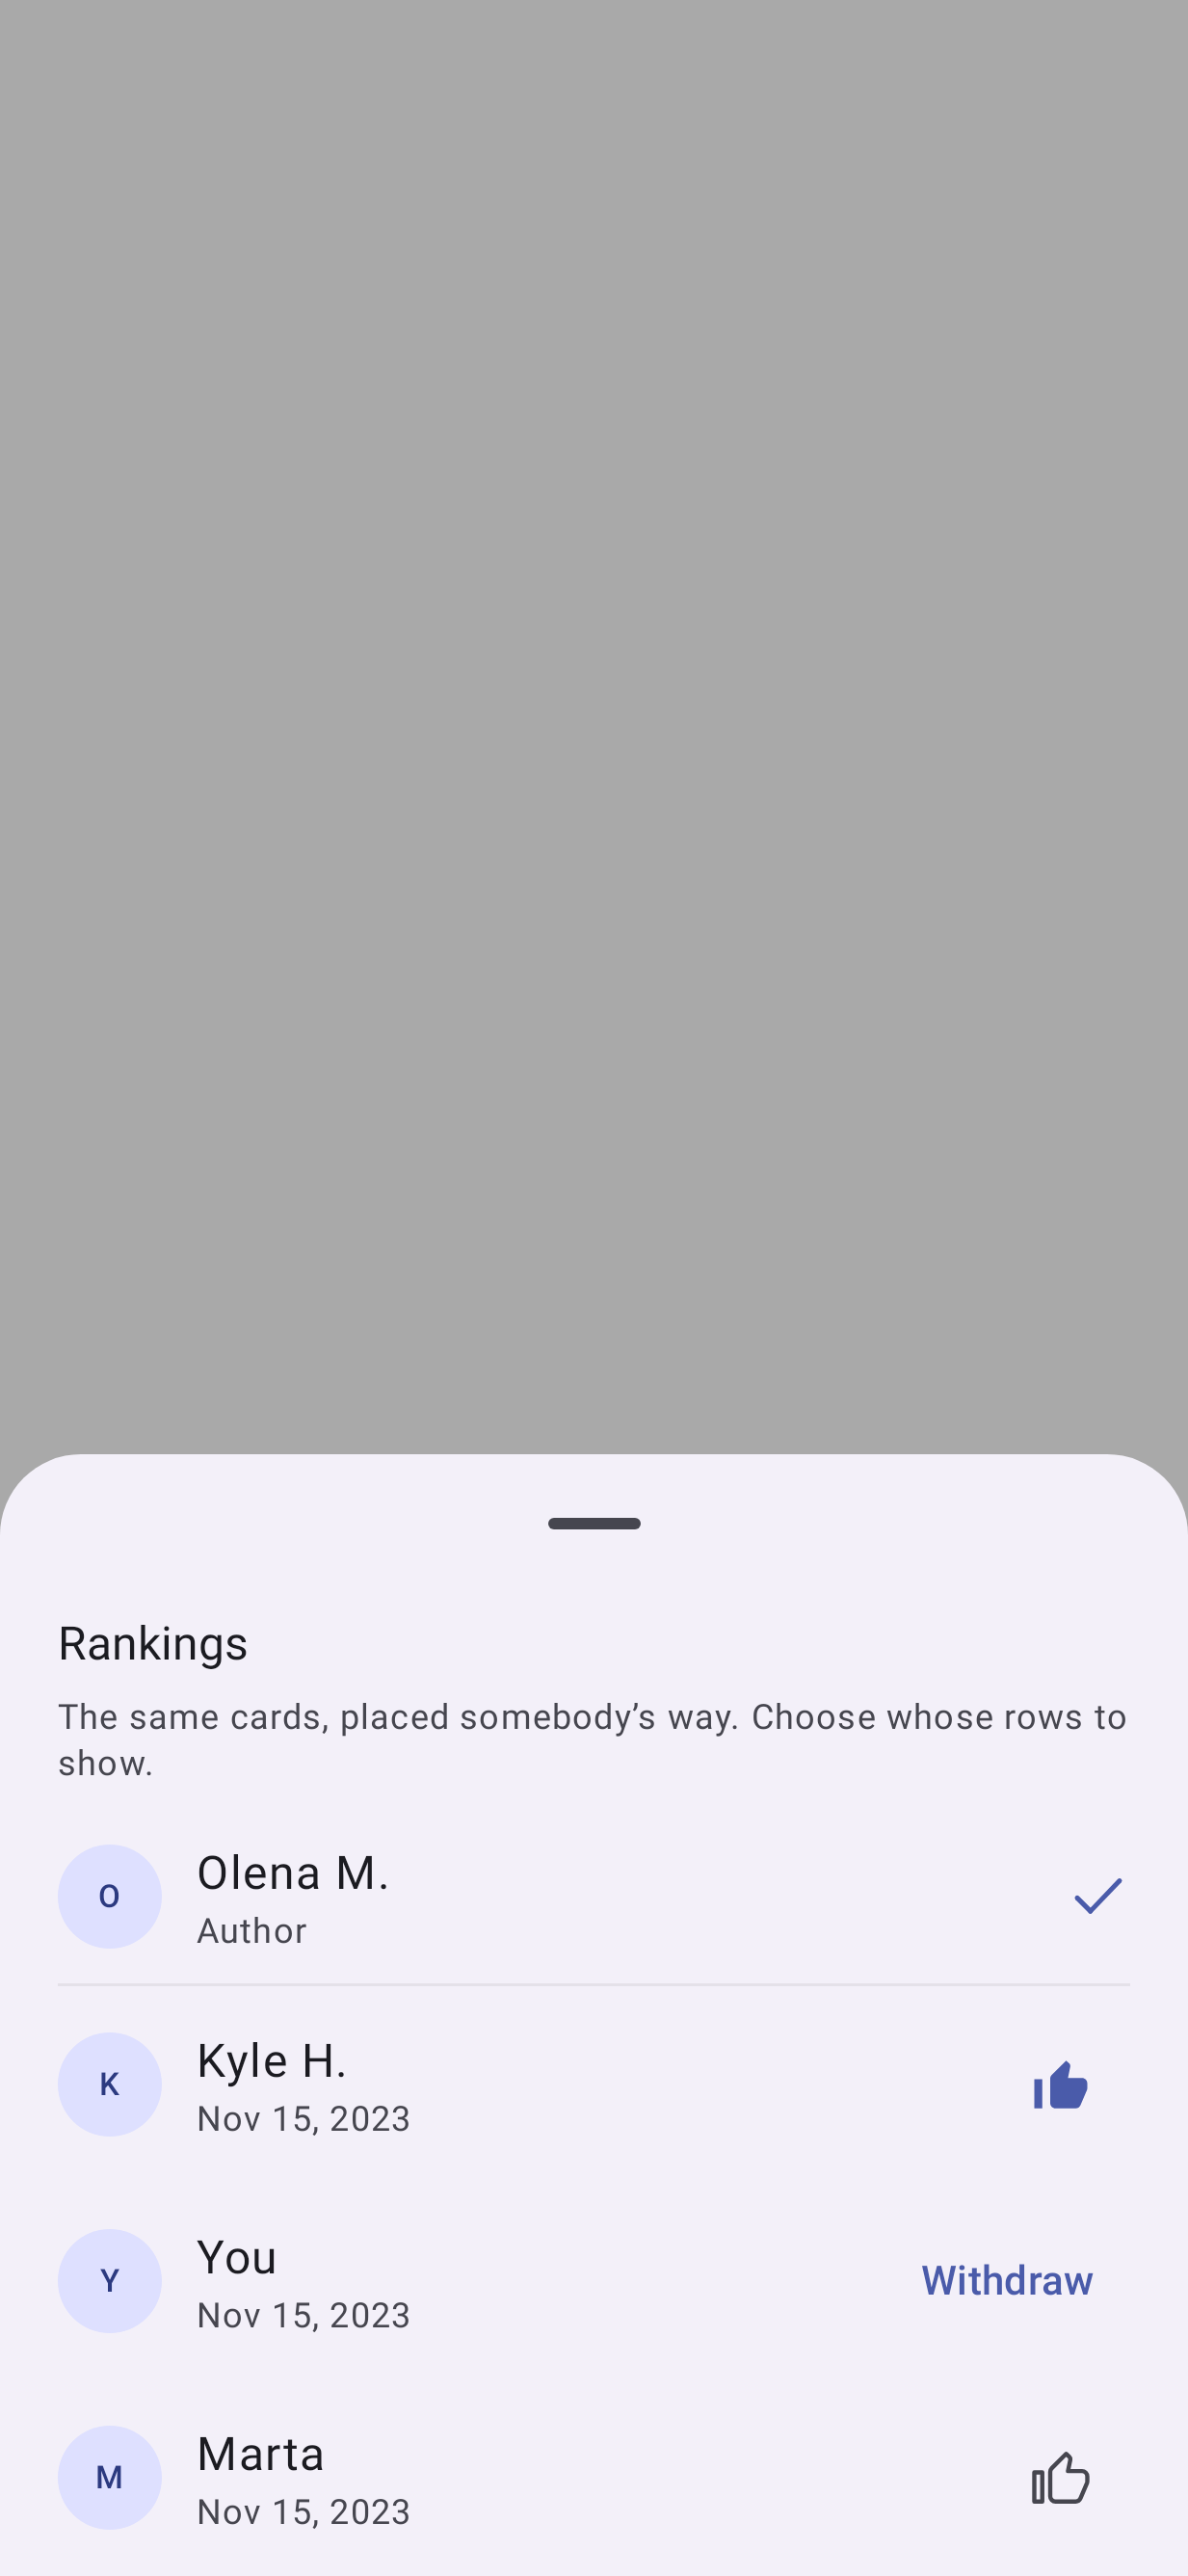 Rankings
The same cards, placed somebody’s way. Choose whose rows to
show.
O
Olena M.
Author
K
Kyle H.
Nov 15, 2023
Y
You
Nov 15, 2023
Withdraw
M
Marta
Nov 15, 2023